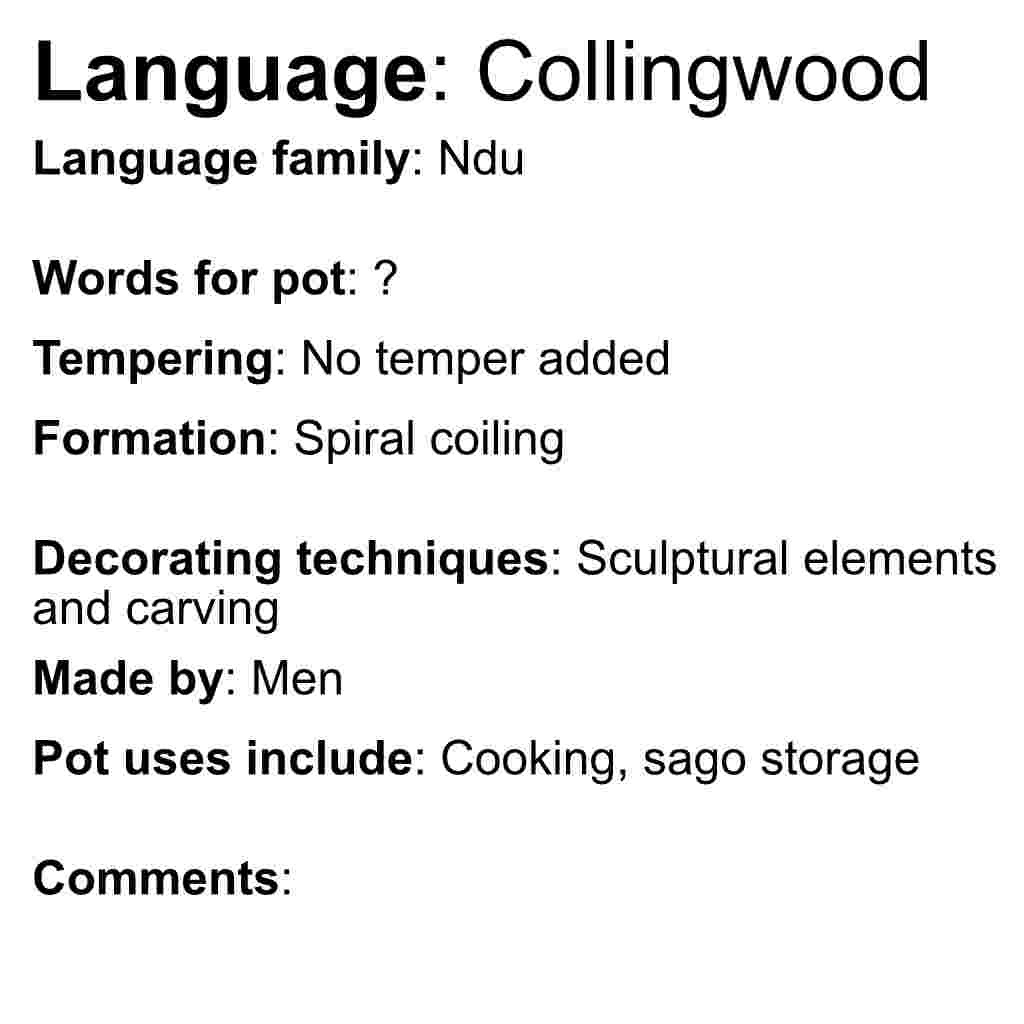 Language: Collingwood
Language family: Ndu
Words for pot: ?
Tempering: No temper added
Formation: Spiral coiling
Decorating techniques: Sculptural elements
and carving
Made by: Men
Pot uses include: Cooking, sago storage
Comments: